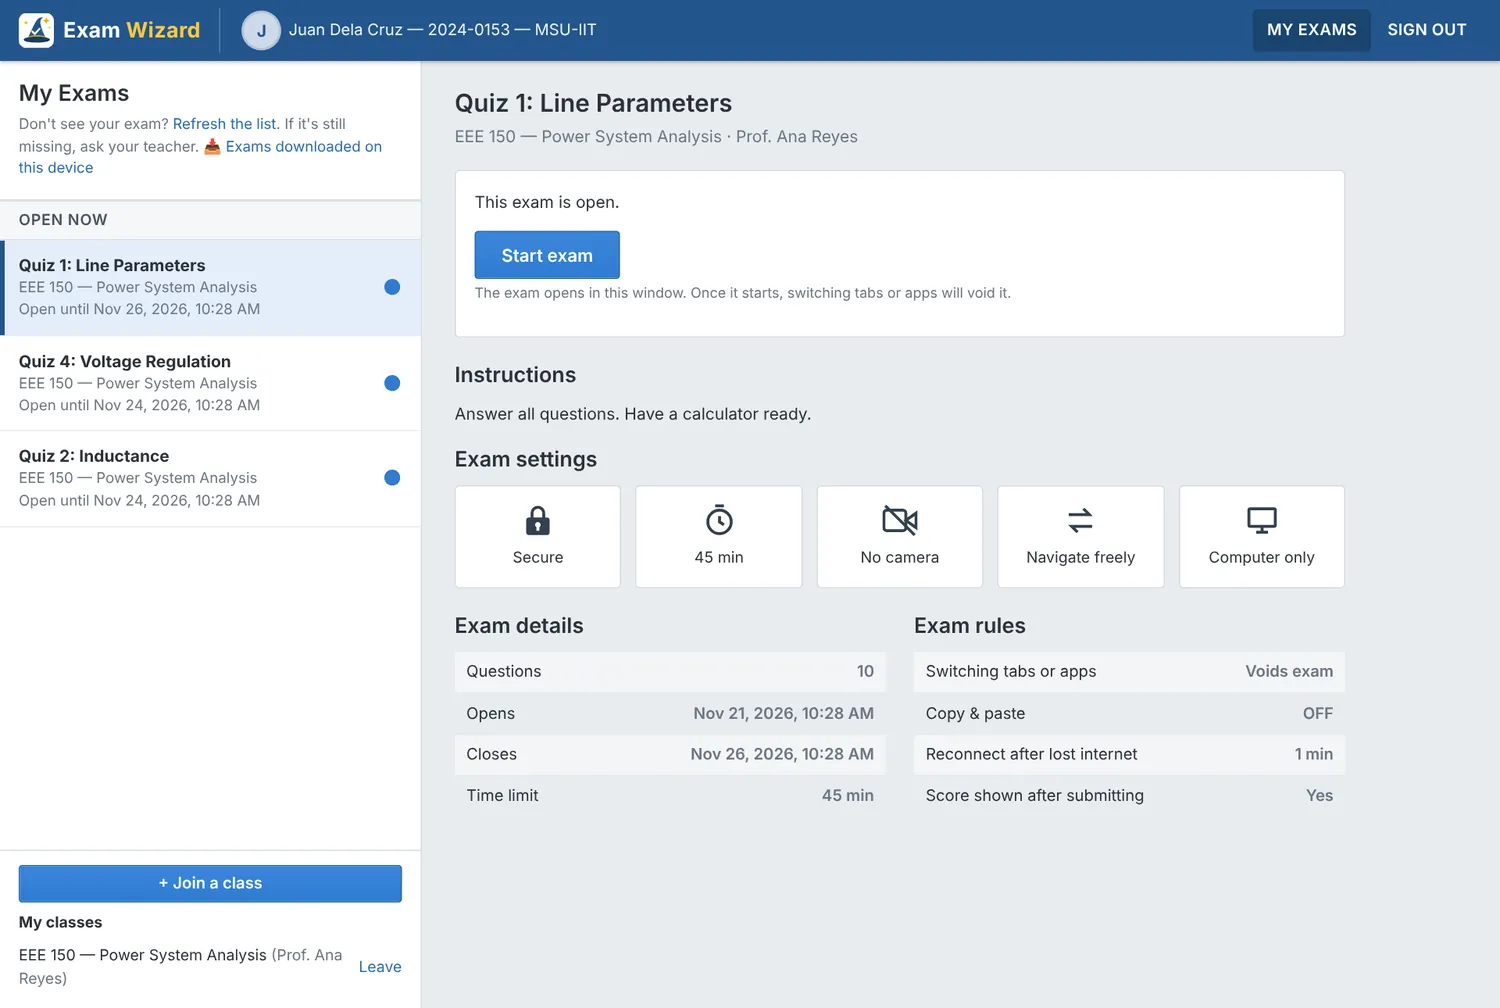 Exam Wizard
J
Juan Dela Cruz — 2024-0153 — MSU-IIT
MY EXAMS
SIGN OUT
My Exams
Don't see your exam? Refresh the list. If it's still
missing, ask your teacher. 📥 Exams downloaded on
this device
OPEN NOW
Quiz 1: Line Parameters
EEE 150 — Power System Analysis
Open until Nov 26, 2026, 10:28 AM
Quiz 4: Voltage Regulation
EEE 150 — Power System Analysis
Open until Nov 24, 2026, 10:28 AM
Quiz 2: Inductance
EEE 150 — Power System Analysis
Open until Nov 24, 2026, 10:28 AM
+ Join a class
My classes
EEE 150 — Power System Analysis (Prof. Ana
Reyes)
Leave
Quiz 1: Line Parameters
EEE 150 — Power System Analysis · Prof. Ana Reyes
This exam is open.
Start exam
The exam opens in this window. Once it starts, switching tabs or apps will void it.
Instructions
Answer all questions. Have a calculator ready.
Exam settings
Secure
45 min
No camera
Navigate freely
Computer only
Exam details
Questions 10
Opens Nov 21, 2026, 10:28 AM
Closes Nov 26, 2026, 10:28 AM
Time limit 45 min
Exam rules
Switching tabs or apps Voids exam
Copy & paste OFF
Reconnect after lost internet 1 min
Score shown after submitting Yes